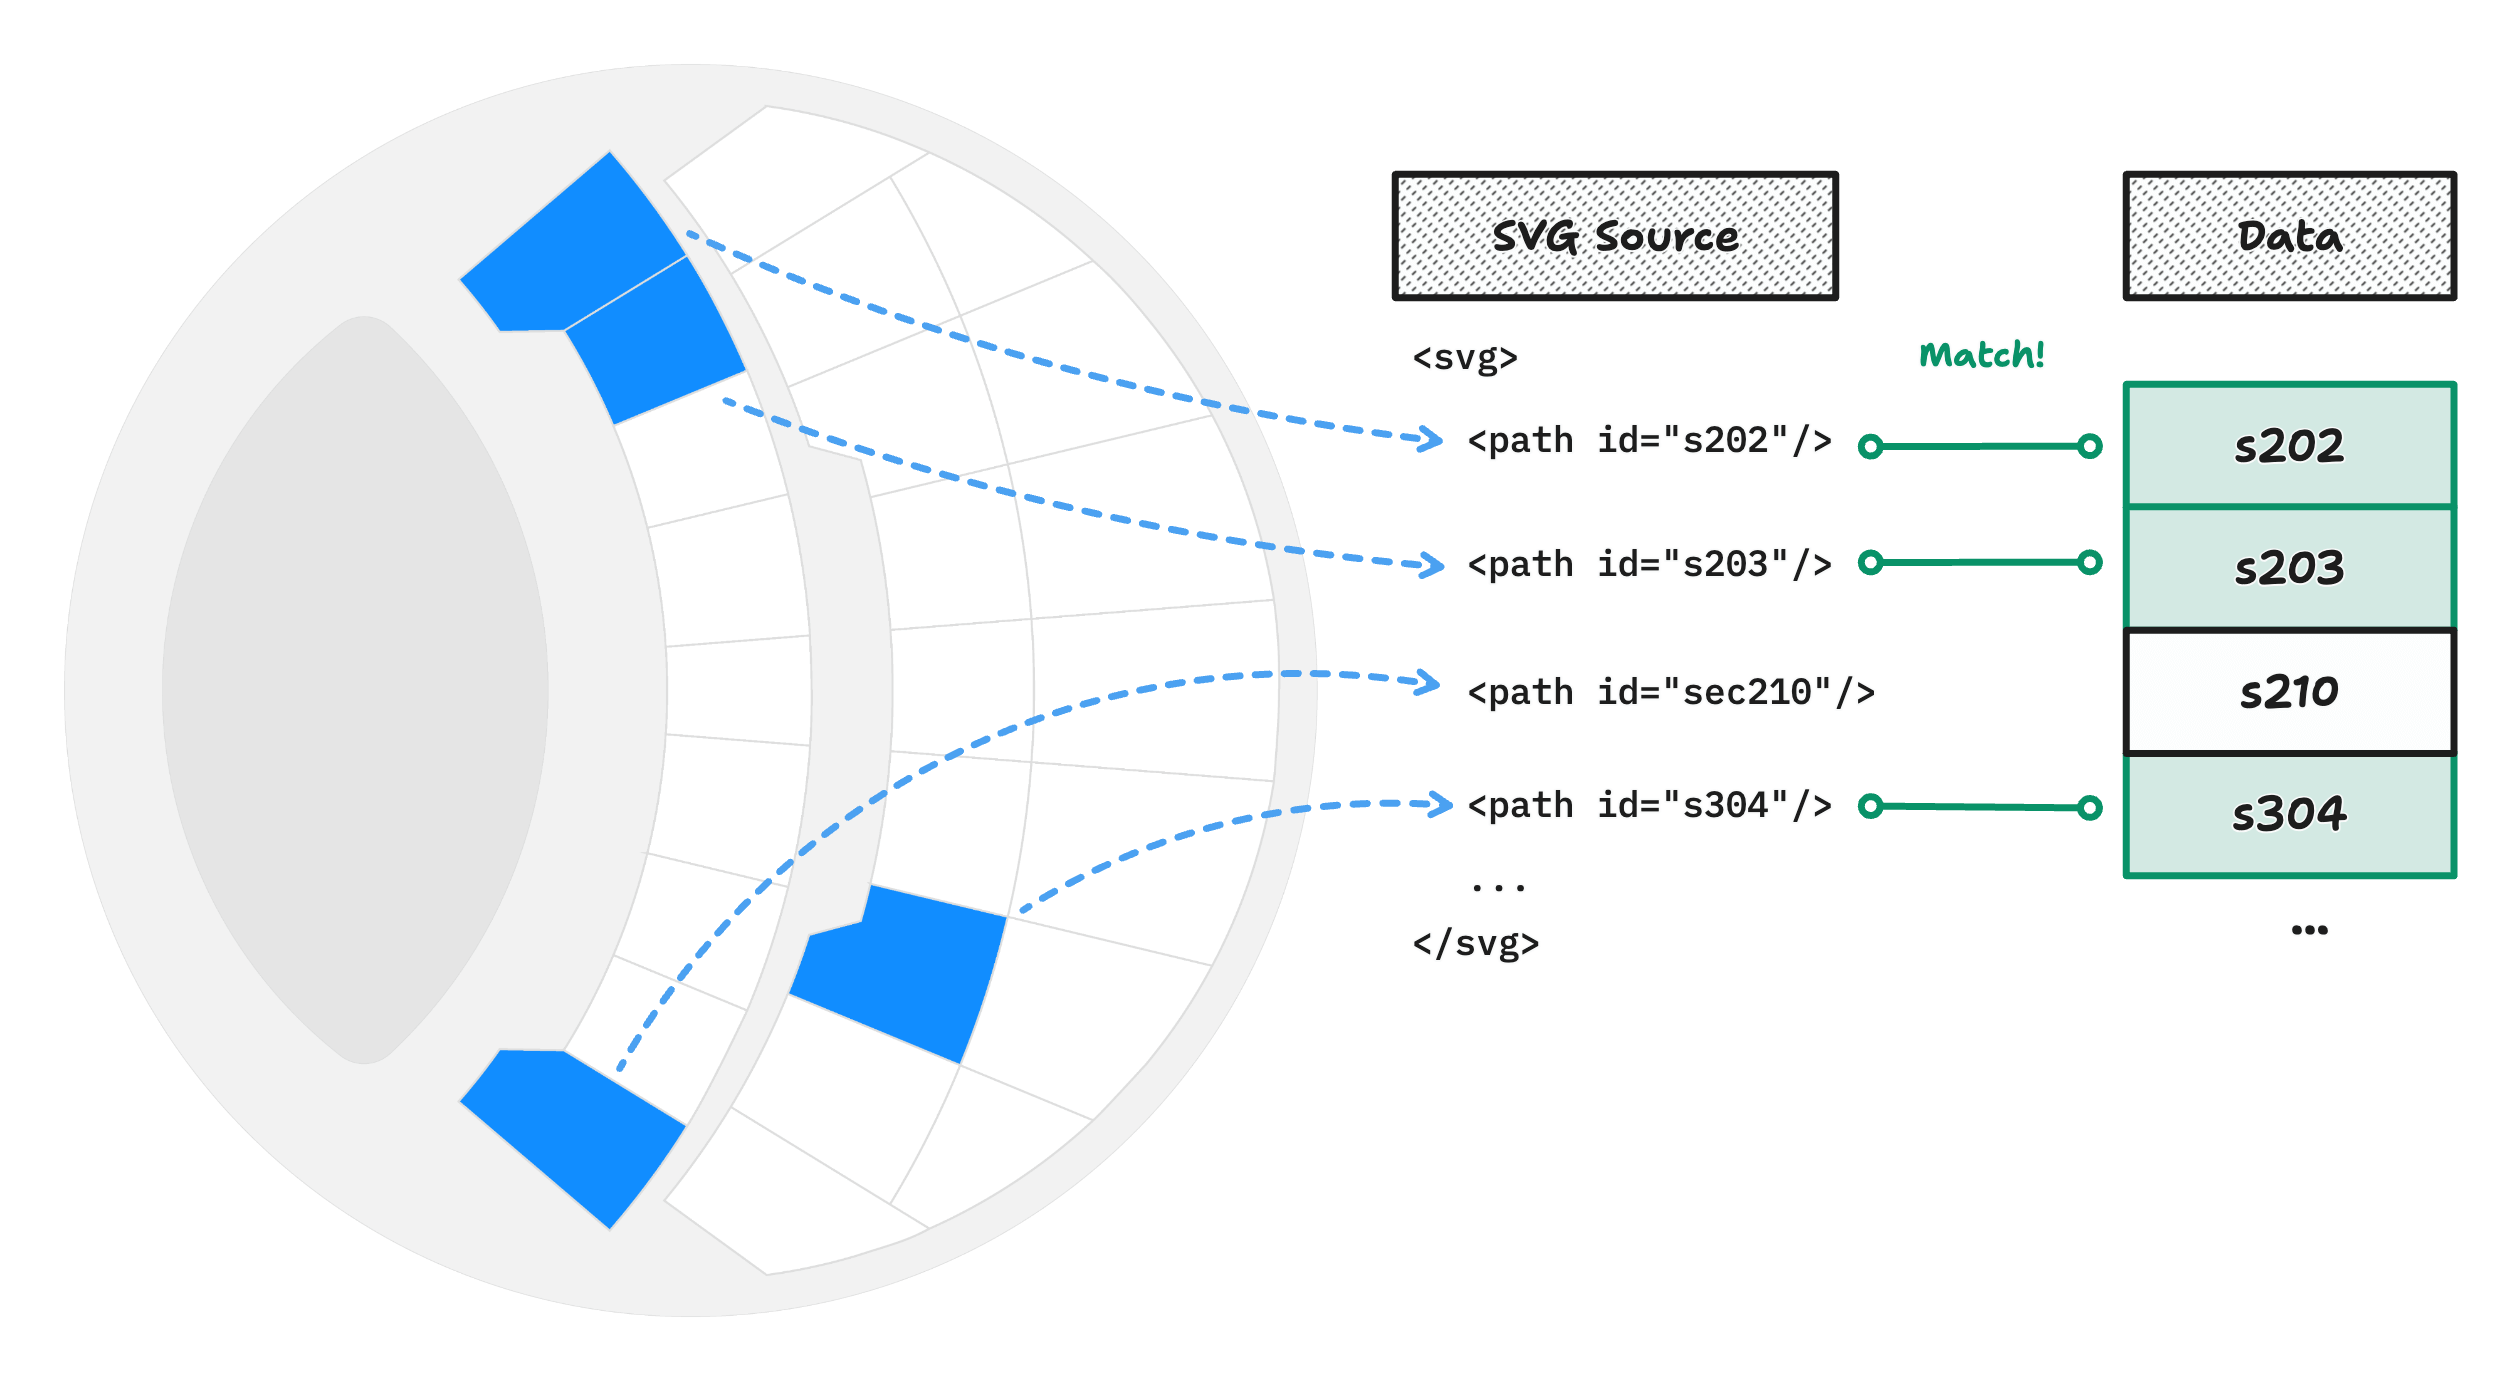 SVG Source
Data
<svg>
Match!
<path id="s202"/>
s202
<path id="s203"/>
s203
<path id="sec210"/>
s210
<path id="s304"/>
s304
...
</svg>
...